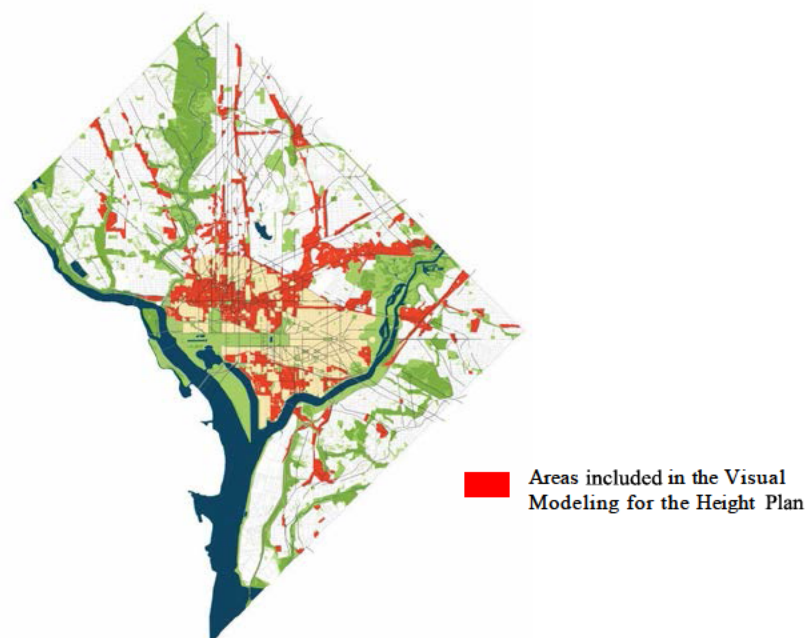 Areas included in the Visual
Modeling for the Height Plan